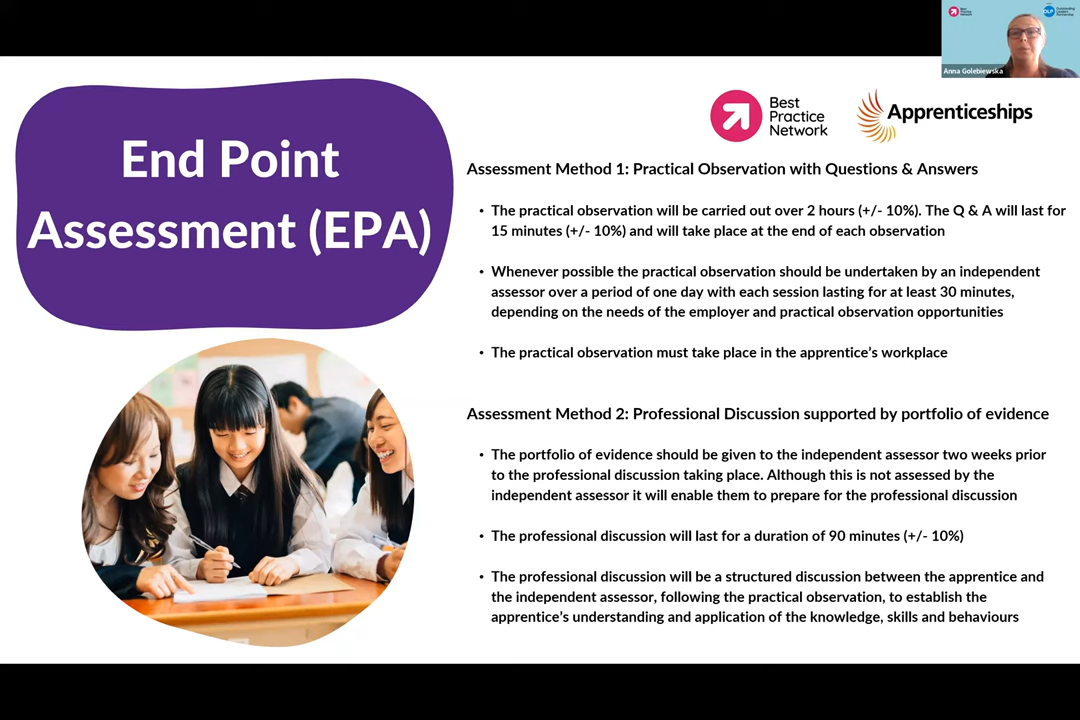 Best
Practice
Network
Outstanding
Leaders
Partnership
Anna Golebiewska
End Point
Assessment (EPA)
Best
Practice
Network
Apprenticeships
Assessment Method 1: Practical Observation with Questions & Answers
• The practical observation will be carried out over 2 hours (+/- 10%). The Q & A will last for
15 minutes (+/- 10%) and will take place at the end of each observation
• Whenever possible the practical observation should be undertaken by an independent
assessor over a period of one day with each session lasting for at least 30 minutes,
depending on the needs of the employer and practical observation opportunities
• The practical observation must take place in the apprentice’s workplace
Assessment Method 2: Professional Discussion supported by portfolio of evidence
• The portfolio of evidence should be given to the independent assessor two weeks prior
to the professional discussion taking place. Although this is not assessed by the
independent assessor it will enable them to prepare for the professional discussion
• The professional discussion will last for a duration of 90 minutes (+/- 10%)
• The professional discussion will be a structured discussion between the apprentice and
the independent assessor, following the practical observation, to establish the
apprentice’s understanding and application of the knowledge, skills and behaviours